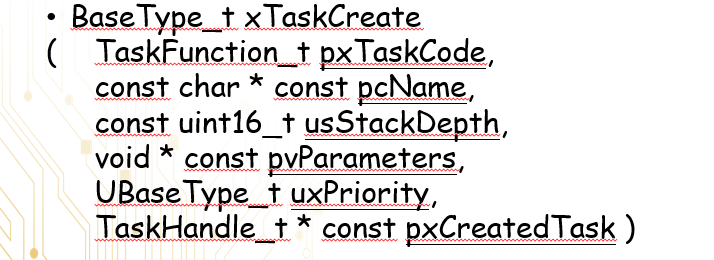 • BaseType_t xTaskCreate
( TaskFunction_t pxTaskCode,
const char * const pcName,
const uint16_t usStackDepth,
void * const pvParameters,
UBaseType_t uxPriority,
TaskHandle_t * const pxCreatedTask )